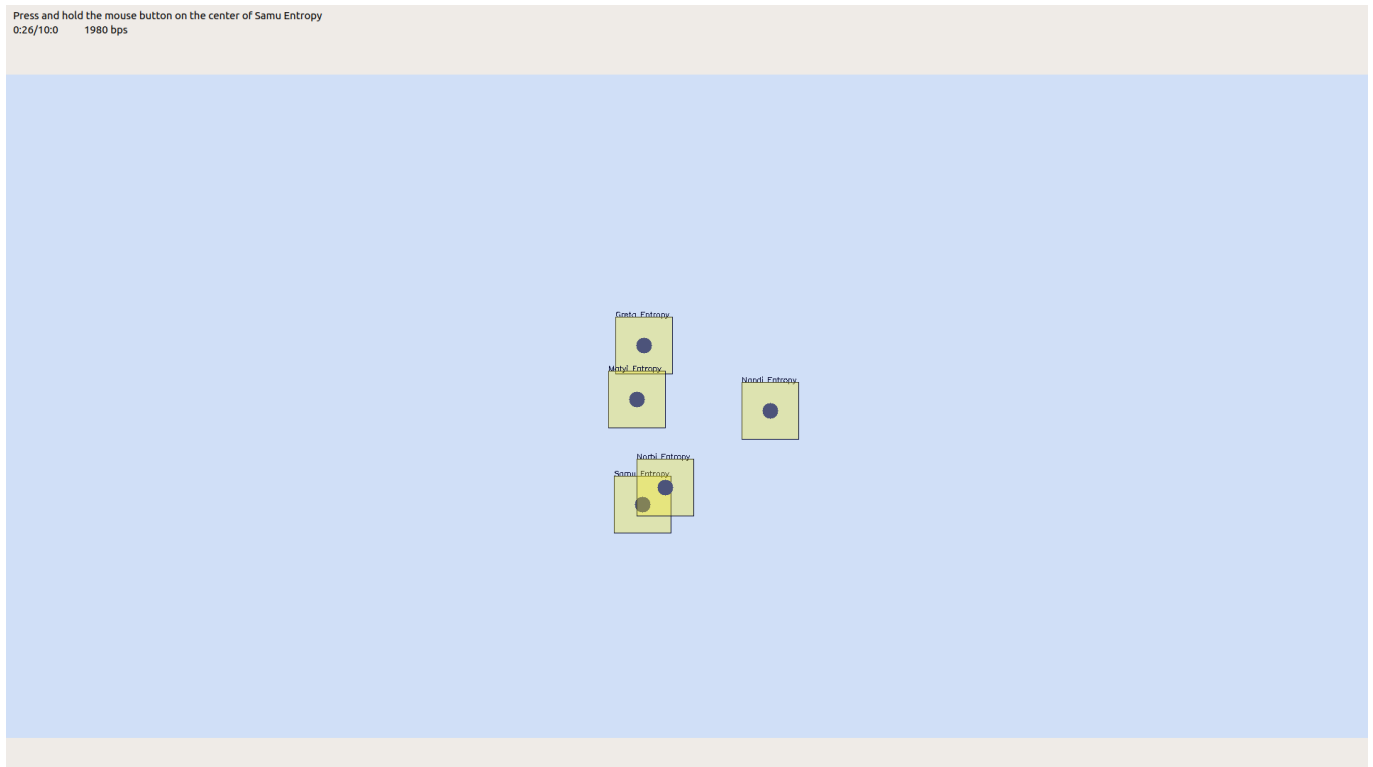 Press and hold the mouse button on the center of Samu Entropy
0:26/10:0 1980 bps
Greta Entropy
Matyi Entropy
Nandi Entropy
Norbi Entropy
Samu Entropy